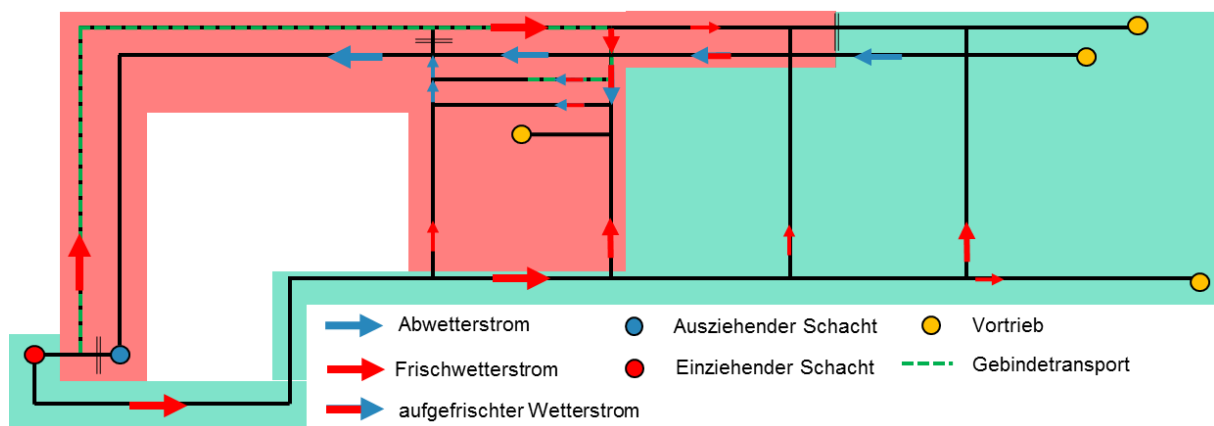 Abwetterstrom
Ausziehender Schacht
Vortrieb
Frischwetterstrom
Einziehender Schacht
Gebindetransport
aufgefrischter Wetterstrom